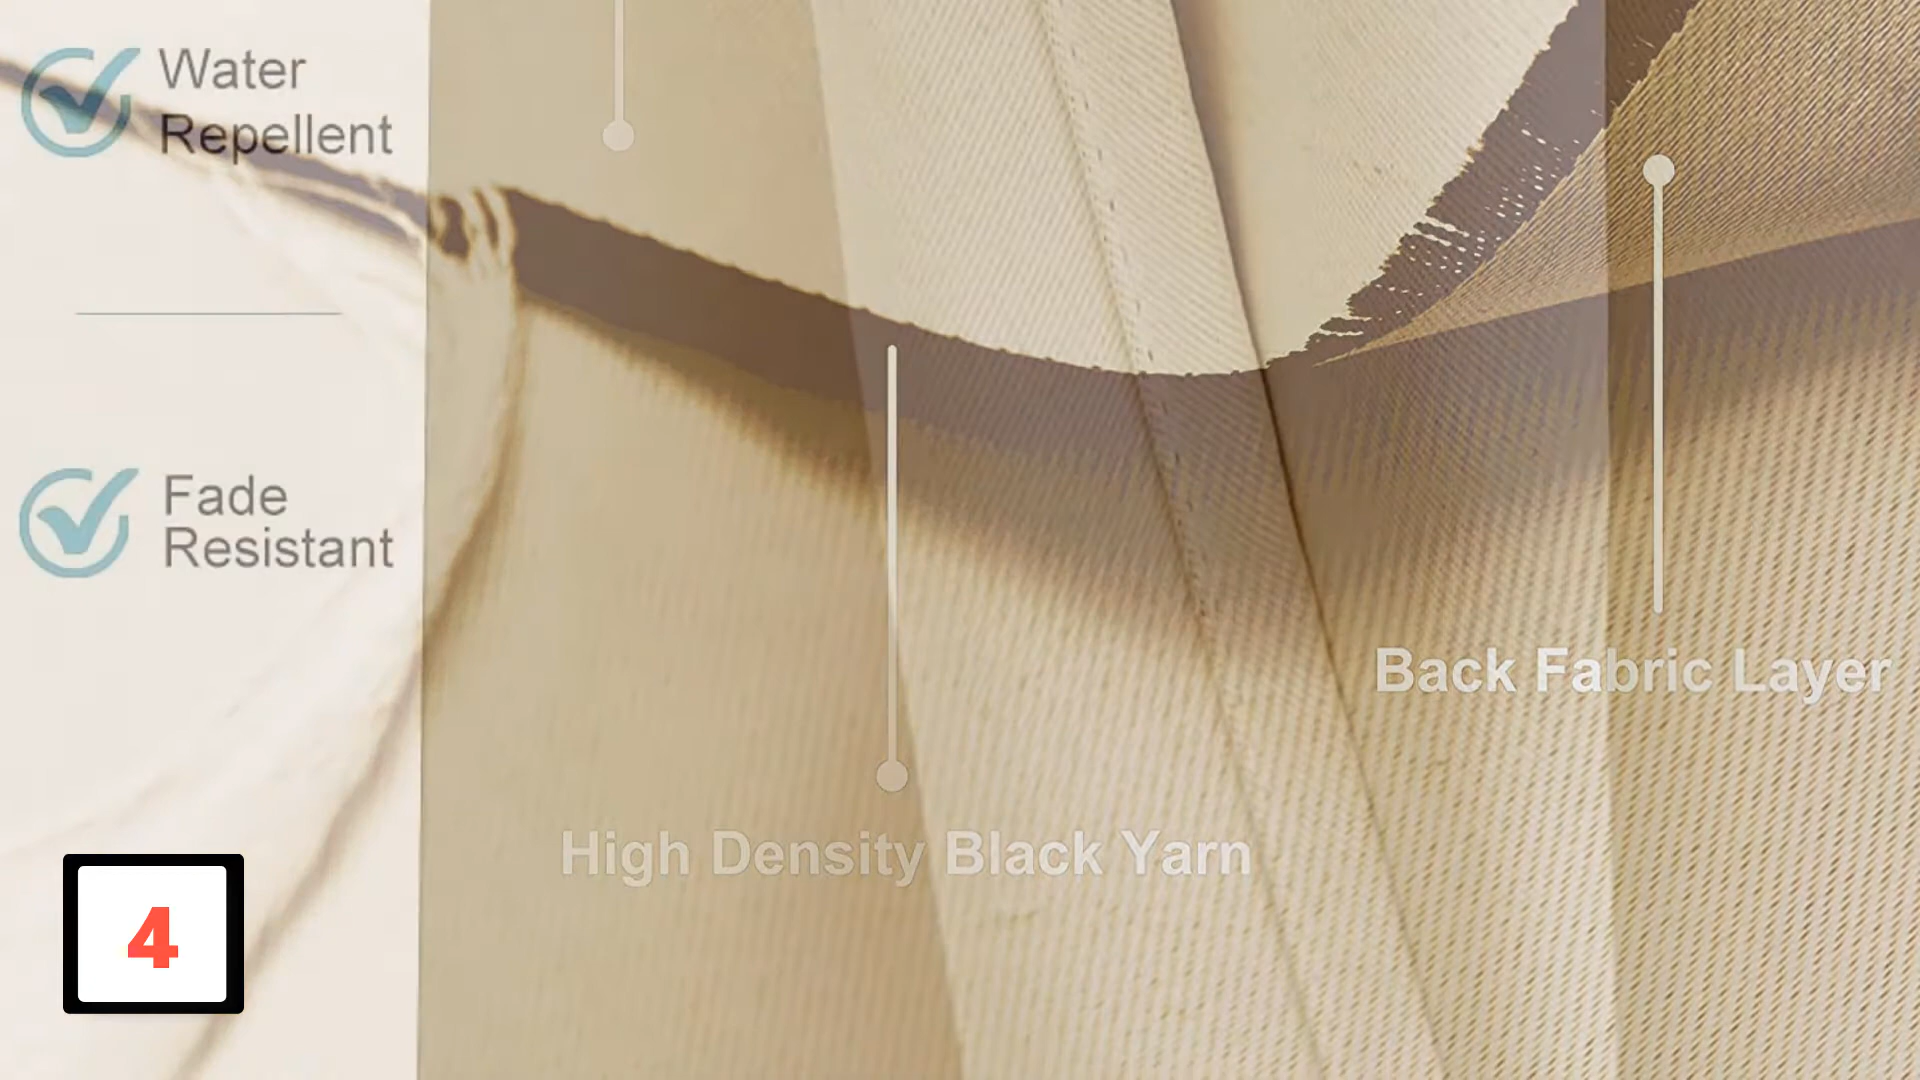 Water
Repellent
Fade
Resistant
Back Fabric Layer
High Density Black Yarn
4